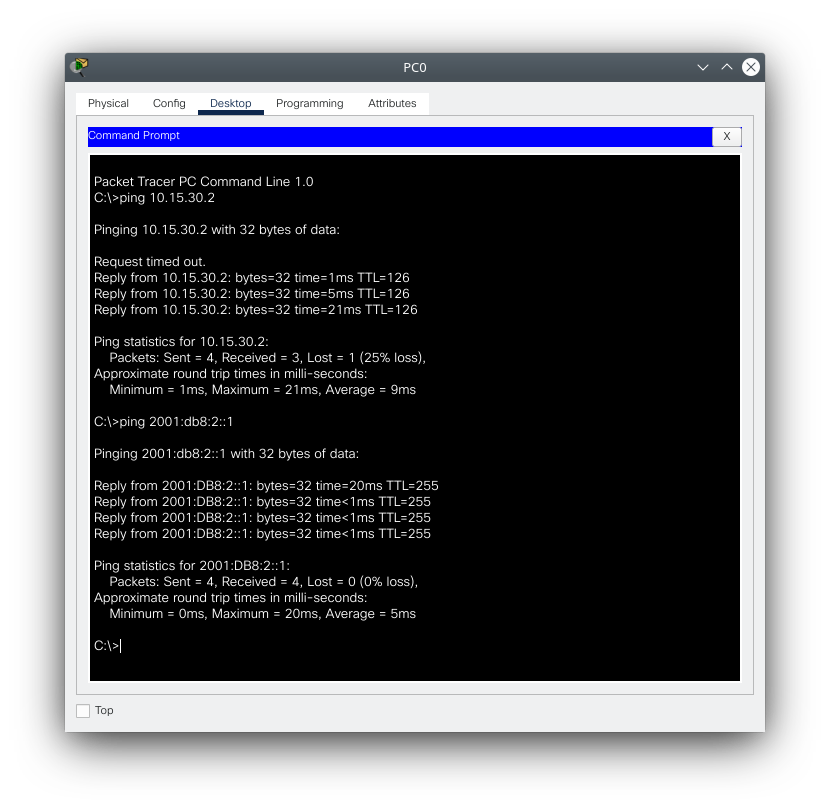 PC0
Physical Config Desktop Programming Attributes
Command Prompt X
Packet Tracer PC Command Line 1.0
C:\>ping 10.15.30.2
Pinging 10.15.30.2 with 32 bytes of data:
Request timed out.
Reply from 10.15.30.2: bytes=32 time=1ms TTL=126
Reply from 10.15.30.2: bytes=32 time=5ms TTL=126
Reply from 10.15.30.2: bytes=32 time=21ms TTL=126
Ping statistics for 10.15.30.2:
Packets: Sent = 4, Received = 3, Lost = 1 (25% loss),
Approximate round trip times in milli-seconds:
Minimum = 1ms, Maximum = 21ms, Average = 9ms
C:\>ping 2001:db8:2::1
Pinging 2001:db8:2::1 with 32 bytes of data:
Reply from 2001:DB8:2::1: bytes=32 time=20ms TTL=255
Reply from 2001:DB8:2::1: bytes=32 time<1ms TTL=255
Reply from 2001:DB8:2::1: bytes=32 time<1ms TTL=255
Reply from 2001:DB8:2::1: bytes=32 time<1ms TTL=255
Ping statistics for 2001:DB8:2::1:
Packets: Sent = 4, Received = 4, Lost = 0 (0% loss),
Approximate round trip times in milli-seconds:
Minimum = 0ms, Maximum = 20ms, Average = 5ms
C:\>
Top